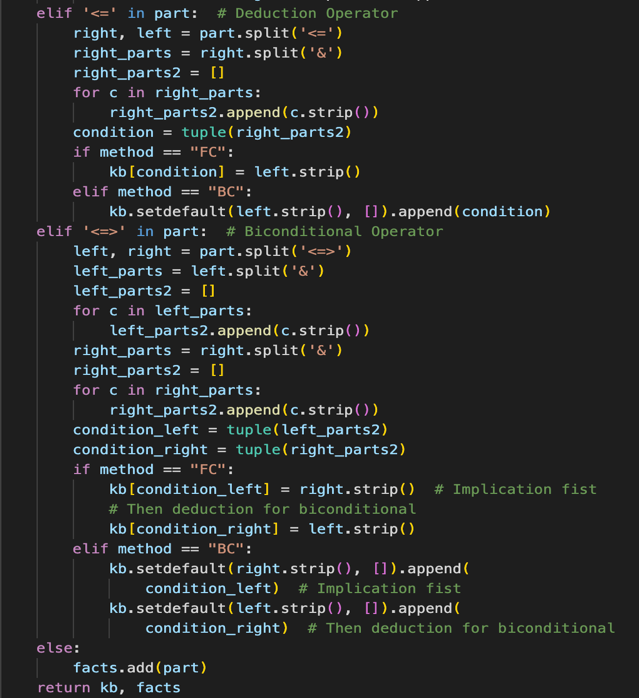 elif '<=' in part:  # Deduction Operator
right, left = part.split('<=')
right_parts = right.split('&')
right_parts2 = []
for c in right_parts:
right_parts2.append(c.strip())
condition = tuple(right_parts2)
if method == "FC":
kb[condition] = left.strip()
elif method == "BC":
kb.setdefault(left.strip(), []).append(condition)
elif '<=>' in part:  # Biconditional Operator
left, right = part.split('<=>')
left_parts = left.split('&')
left_parts2 = []
for c in left_parts:
left_parts2.append(c.strip())
right_parts = right.split('&')
right_parts2 = []
for c in right_parts:
right_parts2.append(c.strip())
condition_left = tuple(left_parts2)
condition_right = tuple(right_parts2)
if method == "FC":
kb[condition_left] = right.strip()  # Implication fist
# Then deduction for biconditional
kb[condition_right] = left.strip()
elif method == "BC":
kb.setdefault(right.strip(), []).append(
condition_left)  # Implication fist
kb.setdefault(left.strip(), []).append(
condition_right)  # Then deduction for biconditional
else:
facts.add(part)
return kb, facts